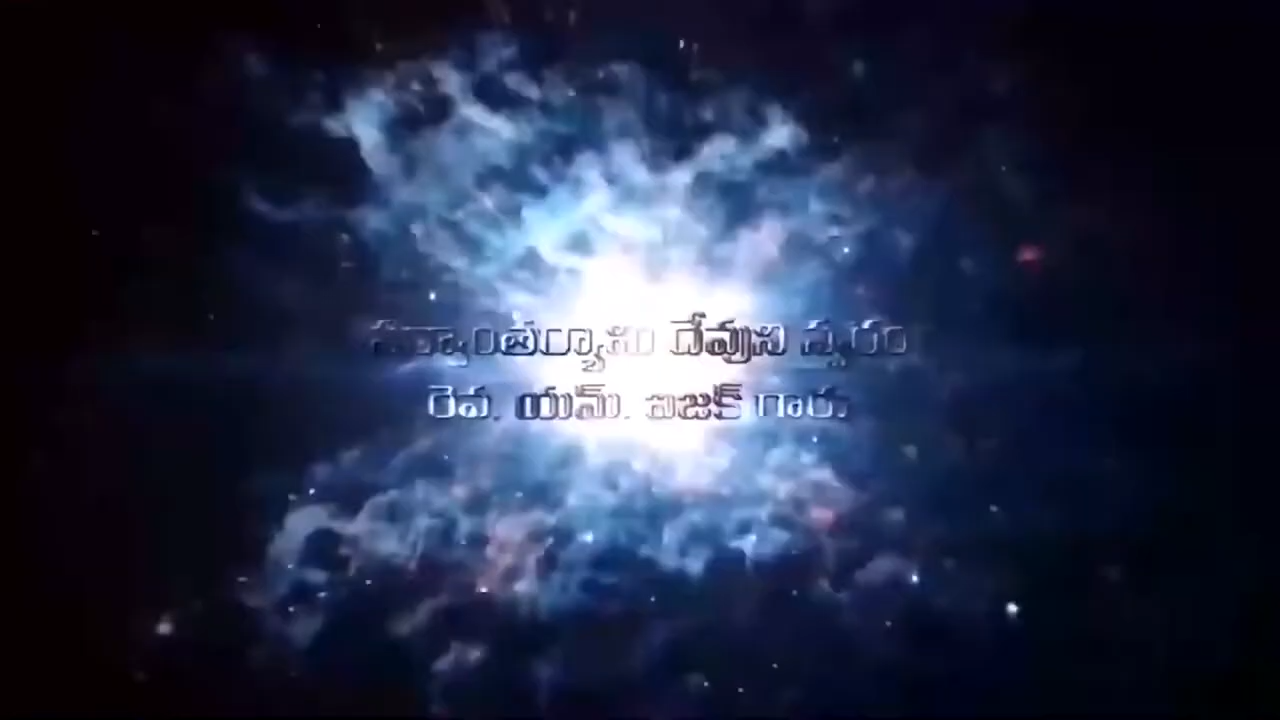 సర్వాంతర్యామి దేవుని స్వరం
రెవ. యమ్. ఐజక్ గారు